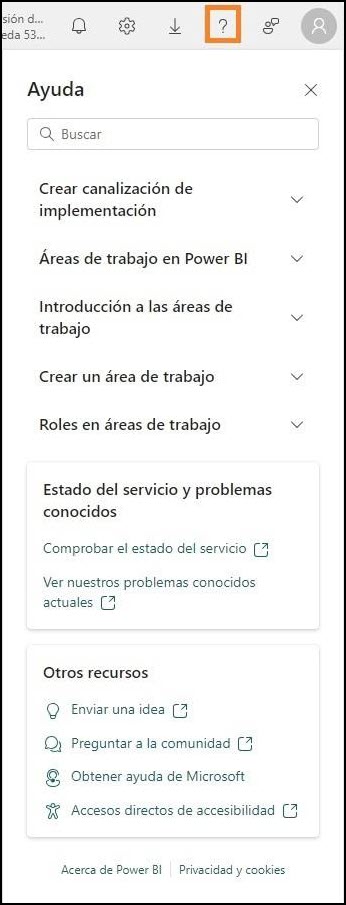 sión d...
eda 53...
?
Ayuda
Buscar
Crear canalización de
implementación
Áreas de trabajo en Power BI
Introducción a las áreas de
trabajo
Crear un área de trabajo
Roles en áreas de trabajo
Estado del servicio y problemas
conocidos
Comprobar el estado del servicio
Ver nuestros problemas conocidos
actuales
Otros recursos
Enviar una idea
Preguntar a la comunidad
Obtener ayuda de Microsoft
Accesos directos de accesibilidad
Acerca de Power BI | Privacidad y cookies